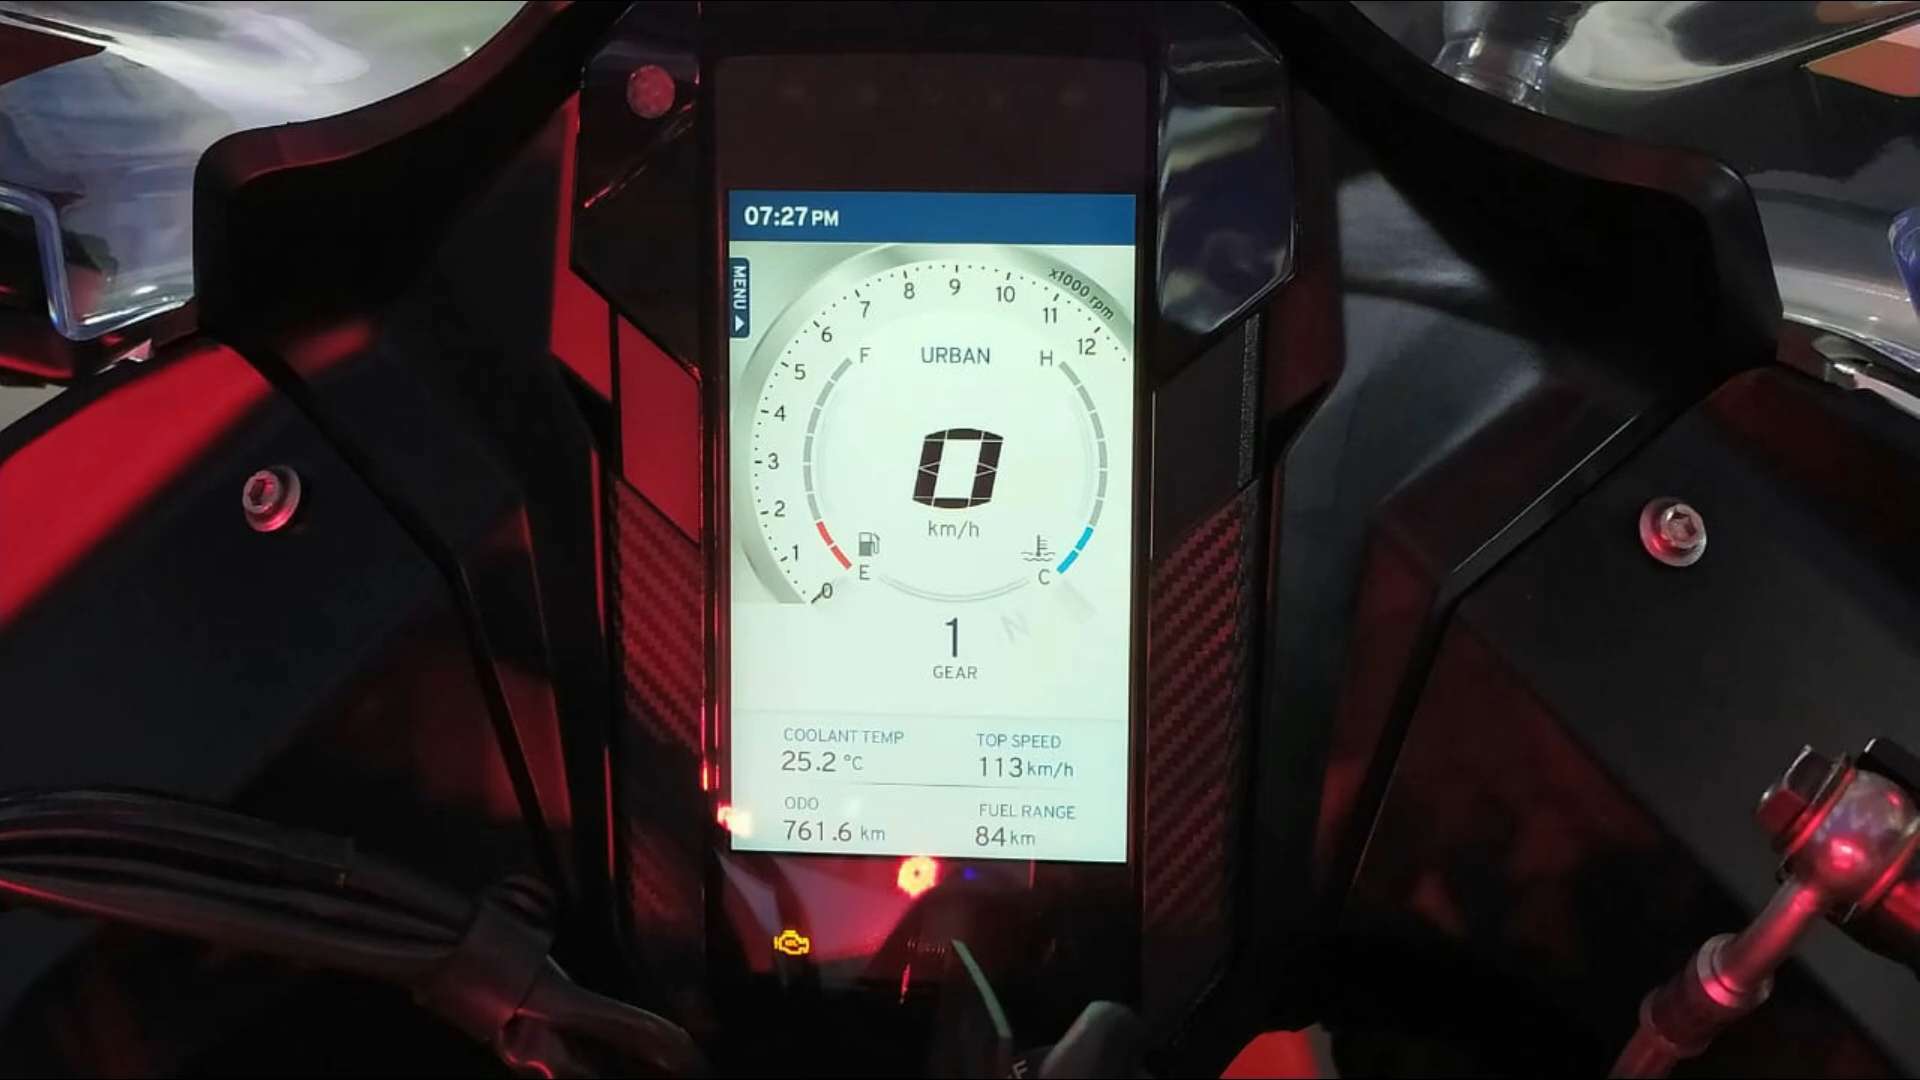 07:27 PM
MENU
x1000 rpm
0
1
2
3
4
5
6
7
8
9
10
11
12
F
URBAN
H
0
km/h
E
C
1
N
GEAR
COOLANT TEMP
25.2 °C
TOP SPEED
113 km/h
ODO
761.6 km
FUEL RANGE
84 km